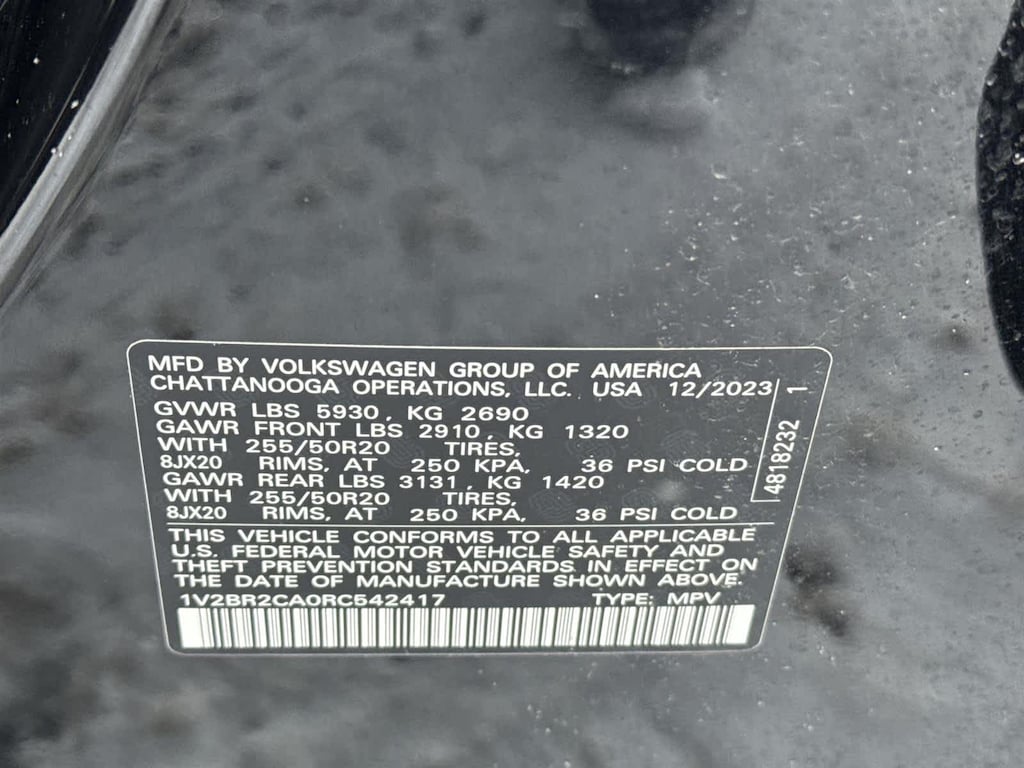 MFD BY VOLKSWAGEN GROUP OF AMERICA
CHATTANOOGA OPERATIONS, LLC. USA 12/2023
GVWR LBS 5930, KG 2690
GAWR FRONT LBS 2910, KG 1320
WITH 255/50R20 TIRES,
8JX20 RIMS, AT 250 KPA, 36 PSI COLD
GAWR REAR LBS 3131, KG 1420
WITH 255/50R20 TIRES,
8JX20 RIMS, AT 250 KPA, 36 PSI COLD
THIS VEHICLE CONFORMS TO ALL APPLICABLE
U.S. FEDERAL MOTOR VEHICLE SAFETY AND
THEFT PREVENTION STANDARDS IN EFFECT ON
THE DATE OF MANUFACTURE SHOWN ABOVE.
1V2BR2CA0RC542417 TYPE: MPV
4818232 1